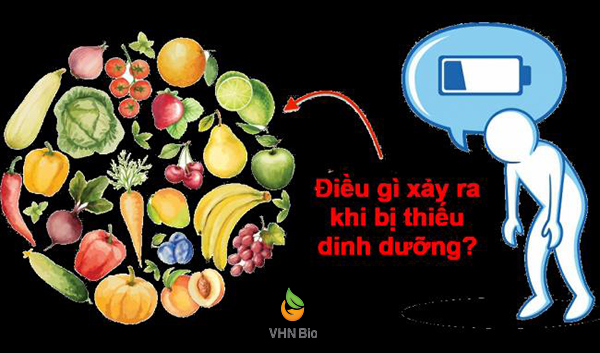 Điều gì xảy ra
khi bị thiếu
dinh dưỡng?
VHN Bio